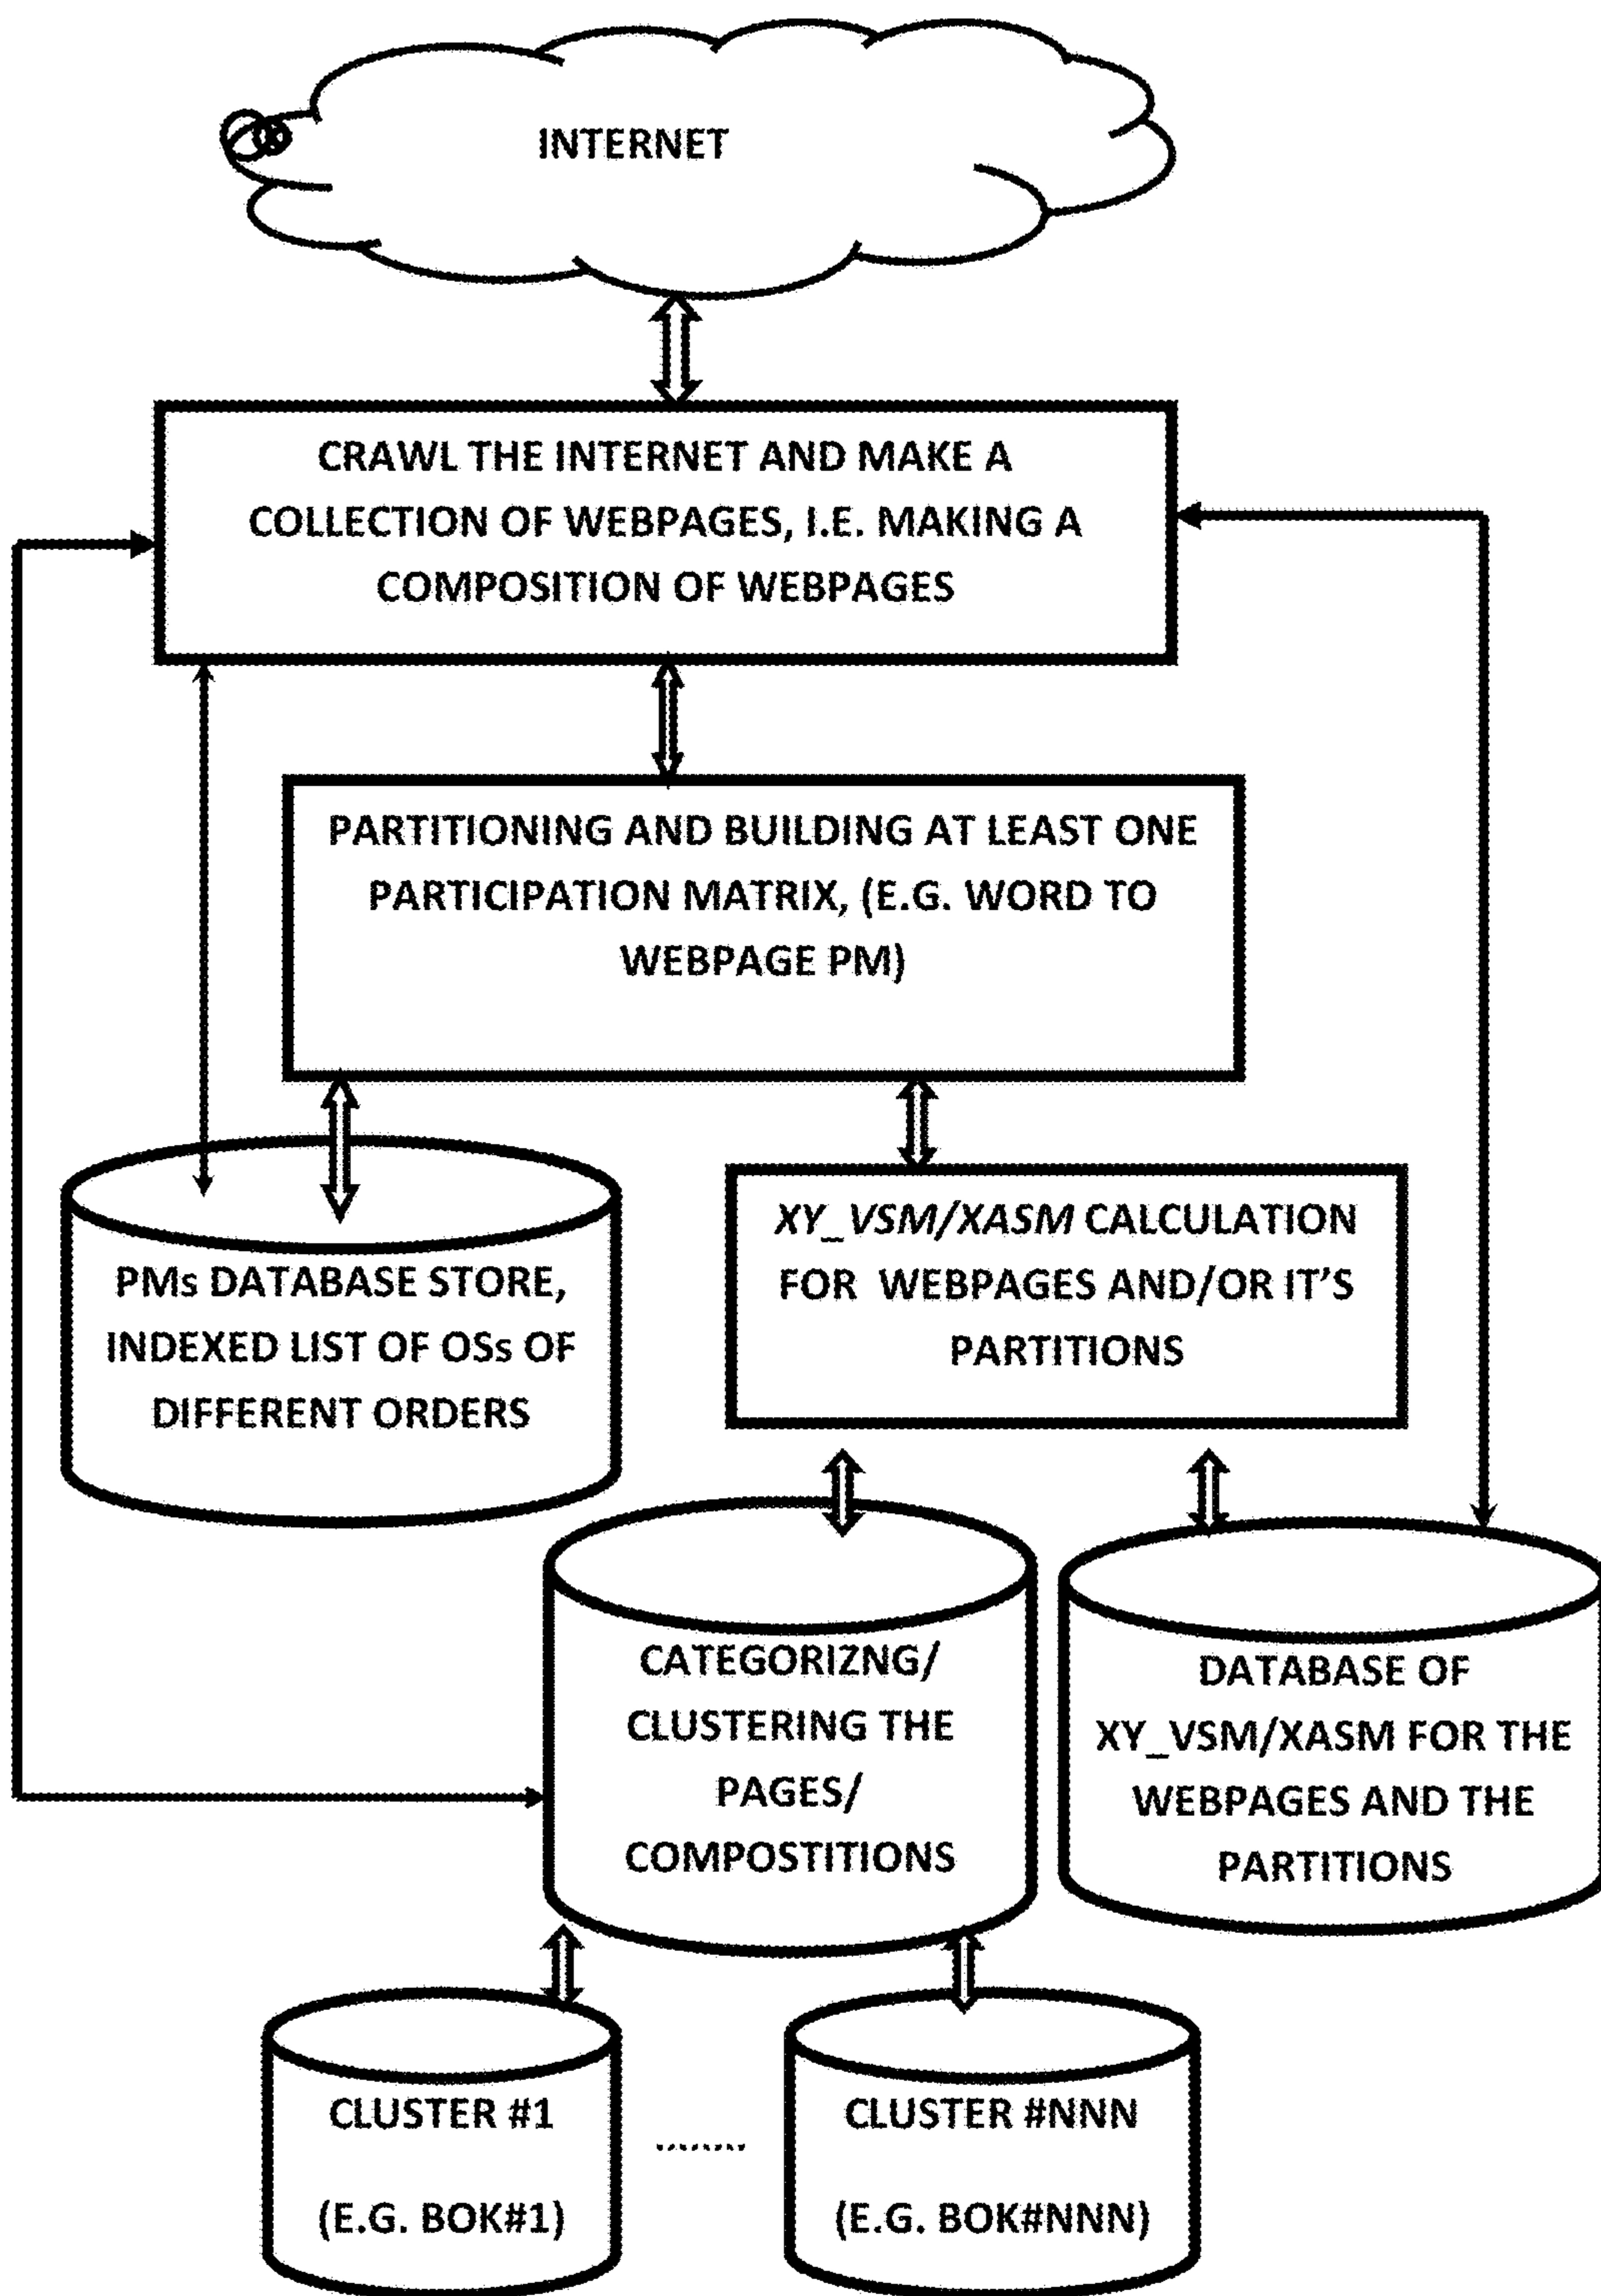 INTERNET
CRAWL THE INTERNET AND MAKE A
COLLECTION OF WEBPAGES, I.E. MAKING A
COMPOSITION OF WEBPAGES
PARTITIONING AND BUILDING AT LEAST ONE
PARTICIPATION MATRIX, (E.G. WORD TO
WEBPAGE PM)
PMs DATABASE STORE,
INDEXED LIST OF OSs OF
DIFFERENT ORDERS
XY_VSM/XASM CALCULATION
FOR WEBPAGES AND/OR IT'S
PARTITIONS
CATEGORIZNG/
CLUSTERING THE
PAGES/
COMPOSTITIONS
DATABASE OF
XY_VSM/XASM FOR THE
WEBPAGES AND THE
PARTITIONS
CLUSTER #1
(E.G. BOK#1)
........
CLUSTER #NNN
(E.G. BOK#NNN)